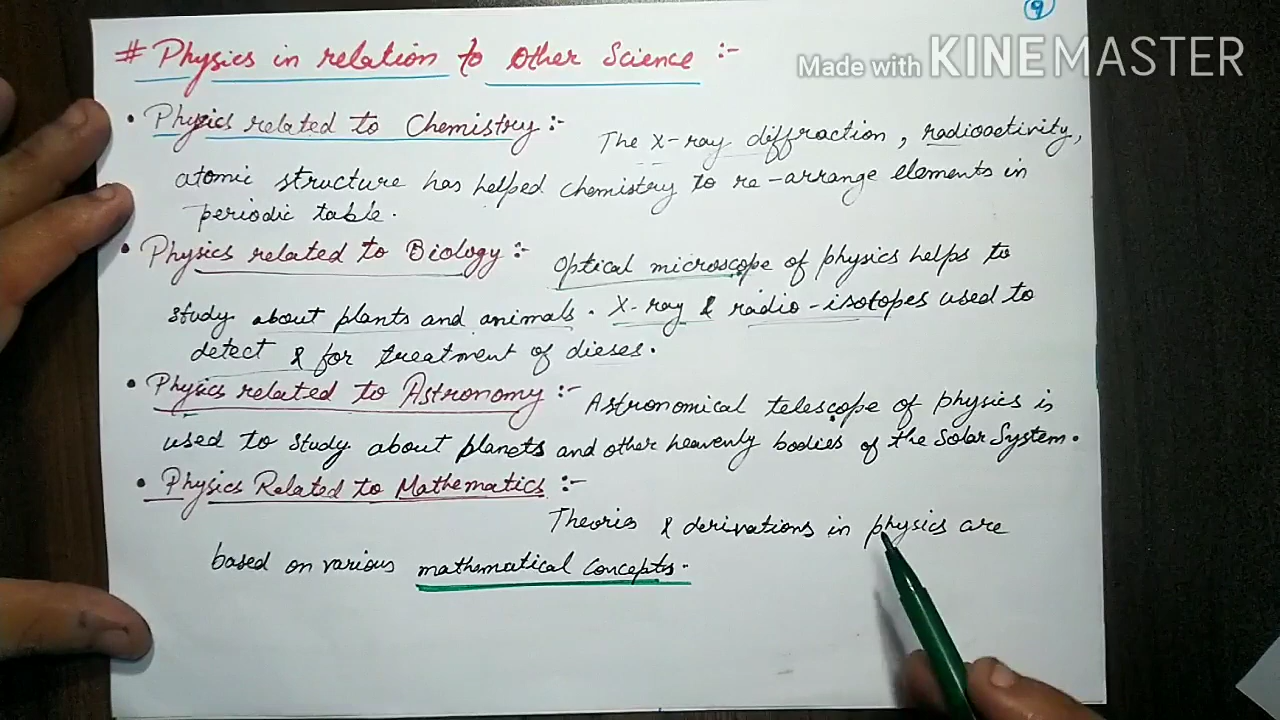 9
Made with KINEMASTER
# Physics in relation to Other Science :-
• Physics related to Chemistry :- The X-ray diffraction, radioactivity,
atomic structure has helped chemistry to re-arrange elements in
periodic table.
• Physics related to Biology :- Optical microscope of physics helps to
study about plants and animals. X-ray & radio-isotopes used to
detect & for treatment of dieses.
• Physics related to Astronomy :- Astronomical telescope of physics is
used to study about planets and other heavenly bodies of the Solar System.
• Physics Related to Mathematics :-
Theories & derivations in physics are
based on various mathematical concepts.